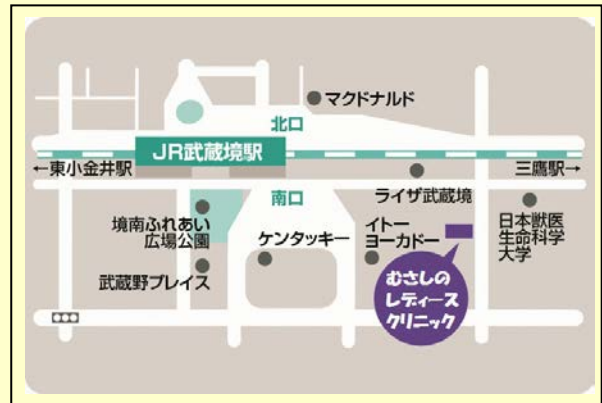 マクドナルド
北口
JR武蔵境駅
←東小金井駅
三鷹駅→
ライザ武蔵境
南口
境南ふれあい
広場公園
ケンタッキー
イトー
ヨーカドー
日本獣医
生命科学
大学
武蔵野プレイス
むさしの
レディース
クリニック